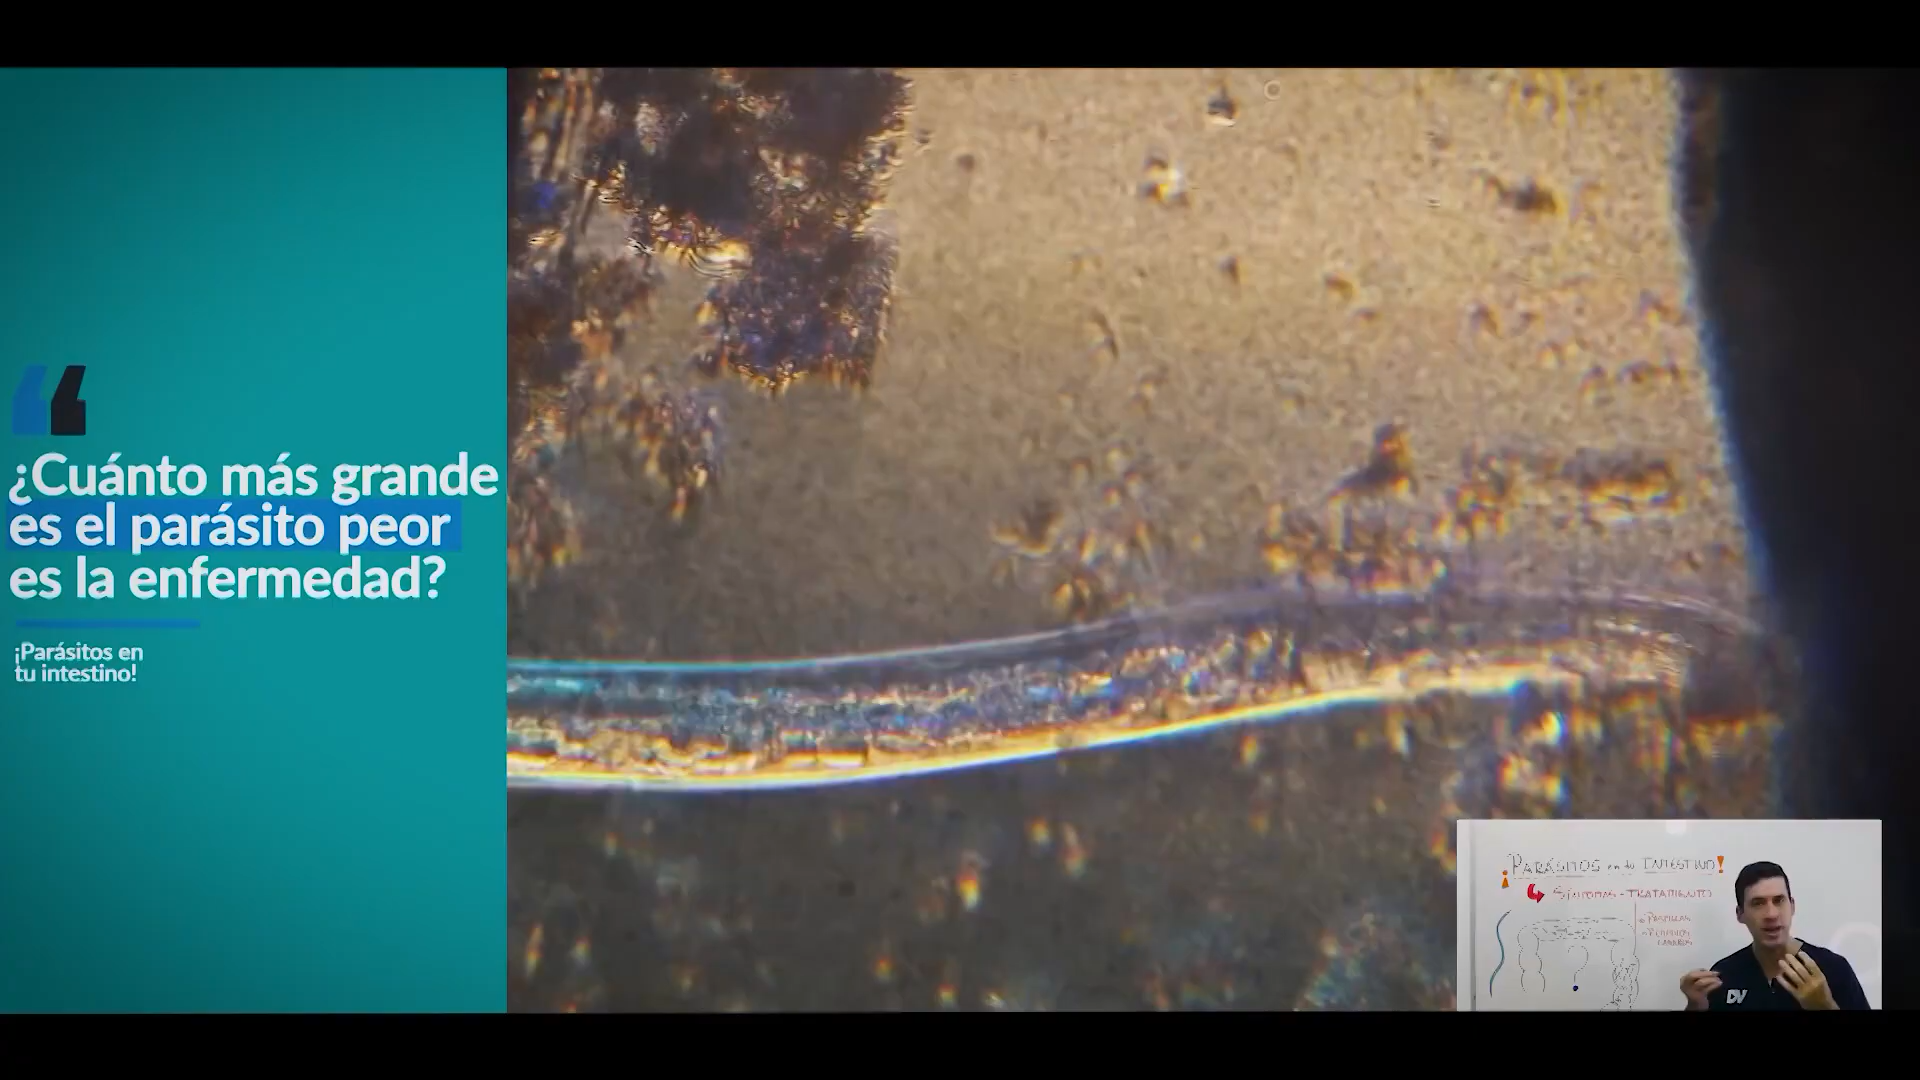 ¿Cuánto más grande
es el parásito peor
es la enfermedad?
¡Parásitos en
tu intestino!
¡PARÁSITOS en tu INTESTINO!
SÍNTOMAS - TRATAMIENTO
DV